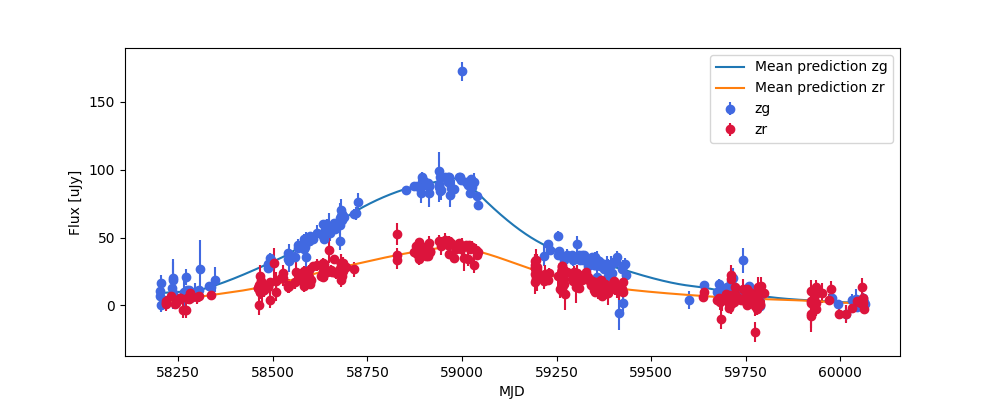 Mean prediction zg
Mean prediction zr
zg
zr
150
100
50
0
Flux [uJy]
58250 58500 58750 59000 59250 59500 59750 60000
MJD